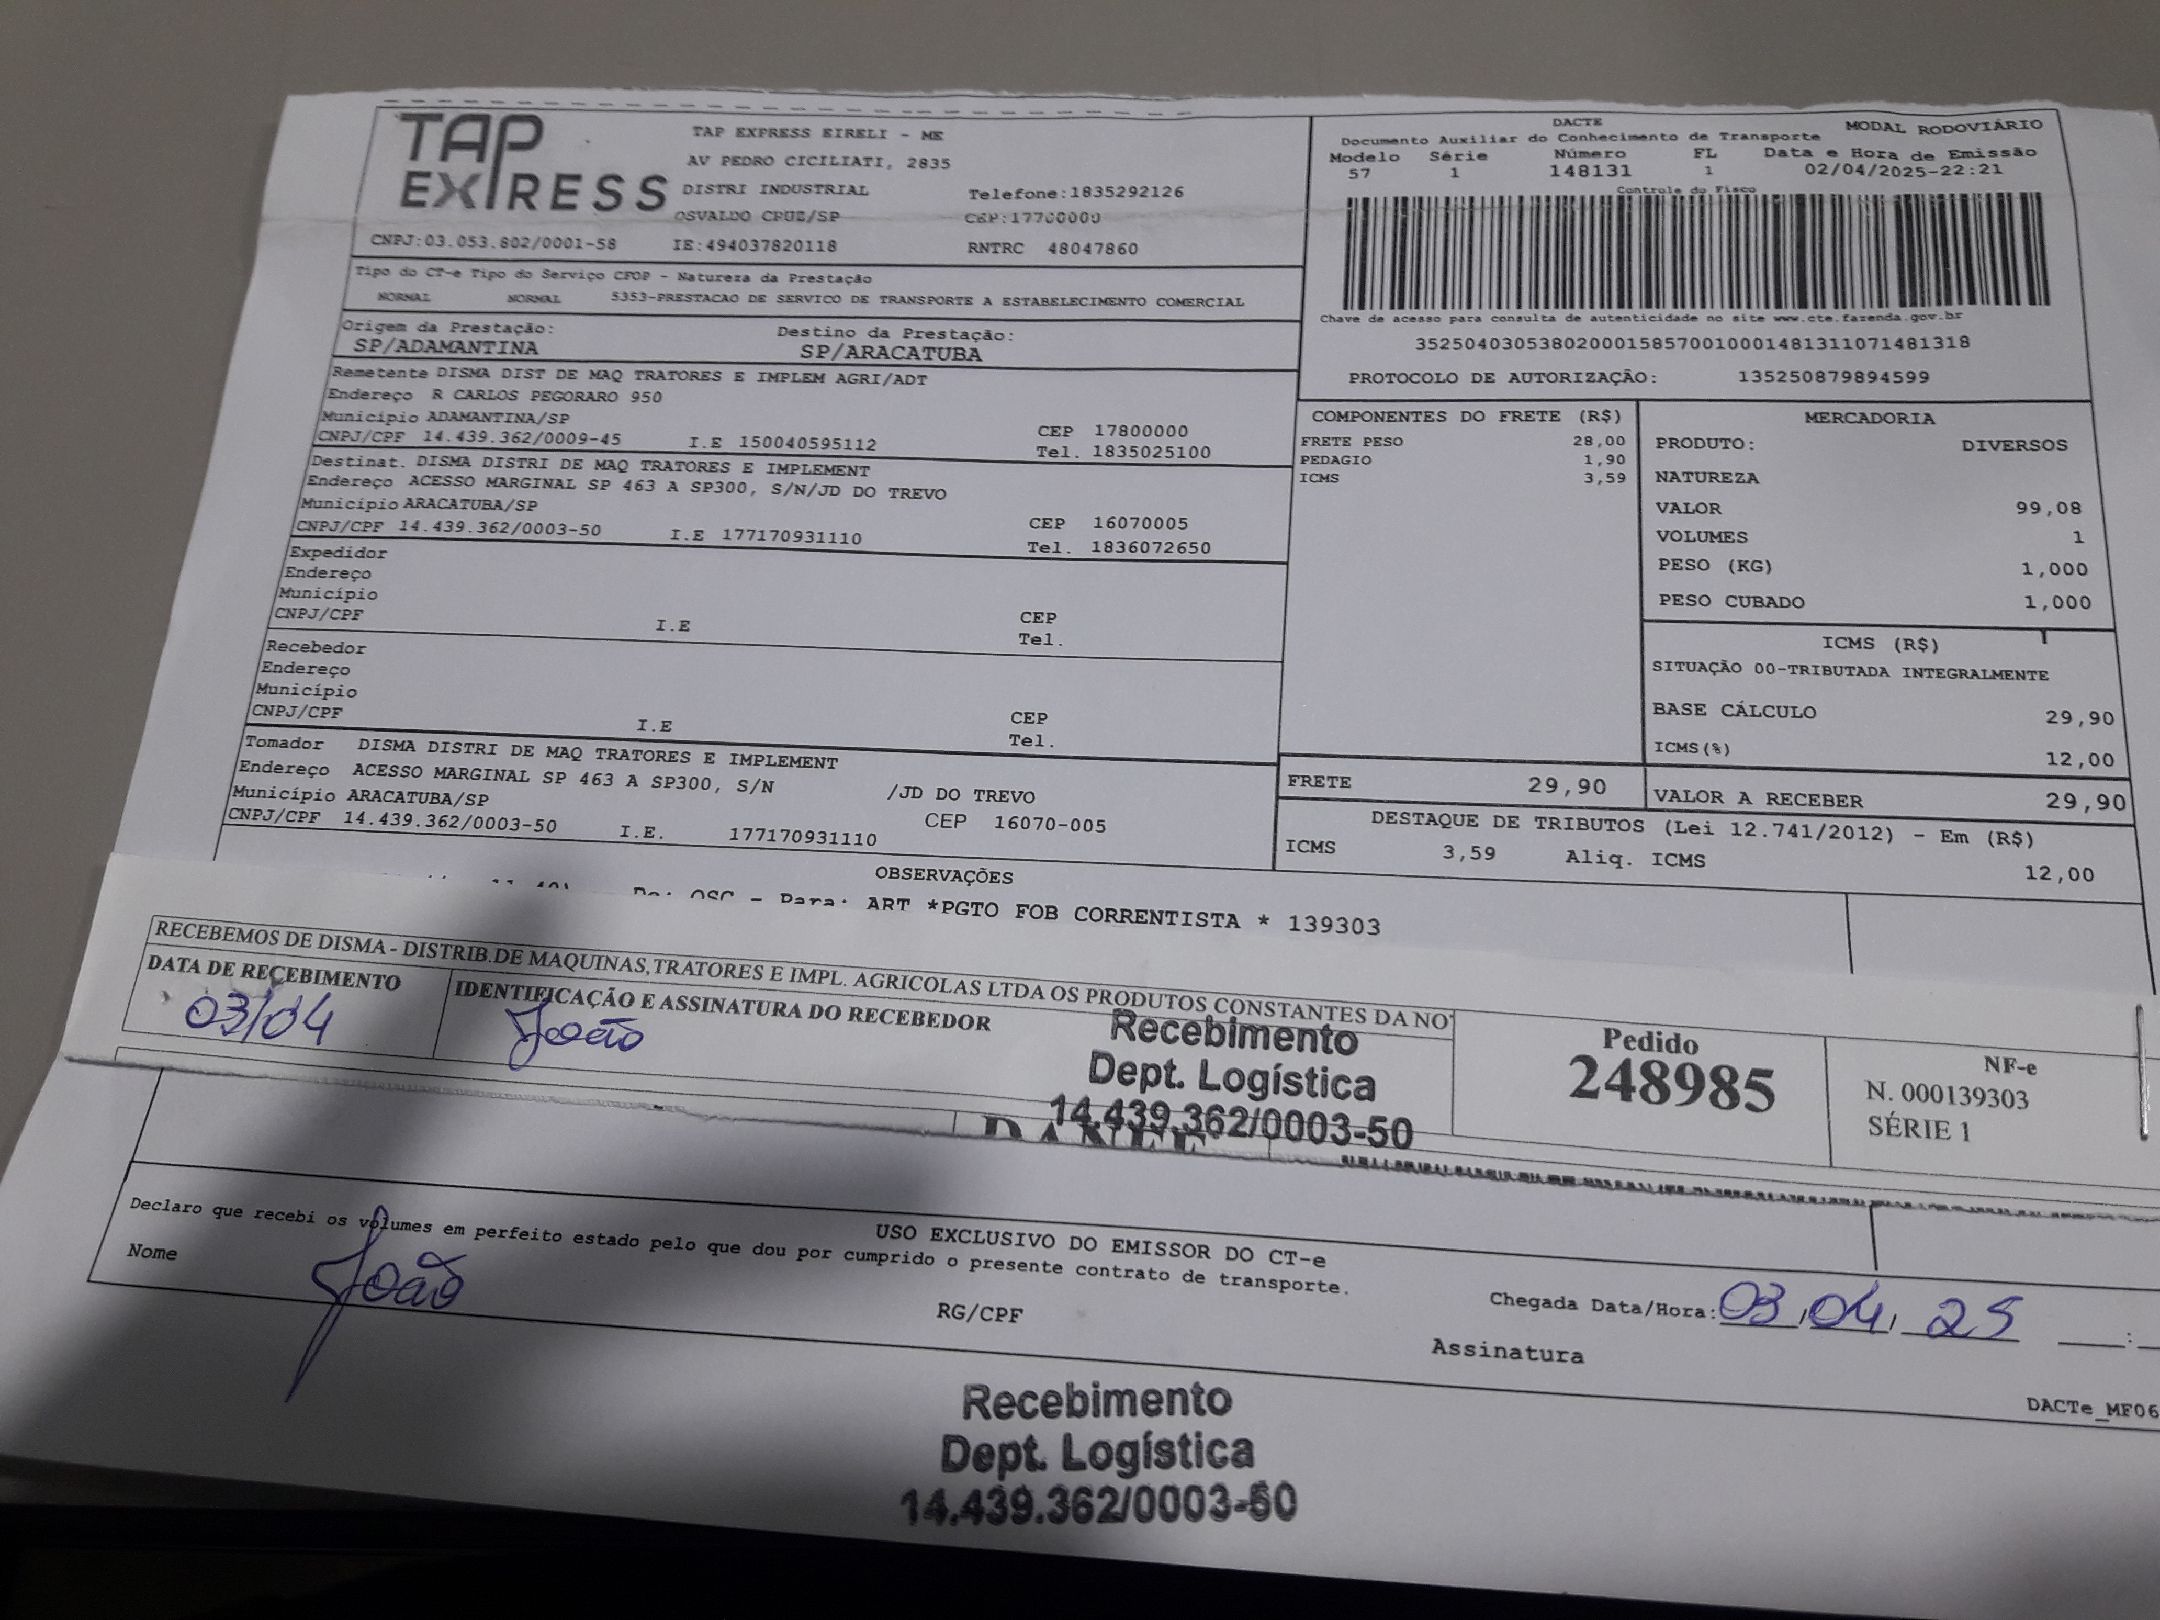 TAP EXPRESS
TAP EXPRESS EIRELI - ME
AV PEDRO CICILIATI, 2835
DISTRI INDUSTRIAL Telefone:1835292126
OSVALDO CRUZ/SP CEP:17700000
CNPJ:03.053.802/0001-58 IE:494037820118 RNTRC 48047860
DACTE MODAL RODOVIÁRIO
Documento Auxiliar do Conhecimento de Transporte
Modelo Série Número FL Data e Hora de Emissão
57 1 148131 1 02/04/2025-22:21
Controle do Fisco
Chave de acesso para consulta de autenticidade no site www.cte.fazenda.gov.br
35250403053802000158570010001481311071481318
PROTOCOLO DE AUTORIZAÇÃO: 135250879894599
Tipo do CT-e Tipo do Serviço CFOP - Natureza da Prestação
NORMAL NORMAL 5353-PRESTACAO DE SERVICO DE TRANSPORTE A ESTABELECIMENTO COMERCIAL
Origem da Prestação: Destino da Prestação:
SP/ADAMANTINA SP/ARACATUBA
Remetente DISMA DIST DE MAQ TRATORES E IMPLEM AGRI/ADT
Endereço R CARLOS PEGORARO 950
Município ADAMANTINA/SP CEP 17800000
CNPJ/CPF 14.439.362/0009-45 I.E 150040595112 Tel. 1835025100
Destinat. DISMA DISTRI DE MAQ TRATORES E IMPLEMENT
Endereço ACESSO MARGINAL SP 463 A SP300, S/N/JD DO TREVO
Município ARACATUBA/SP CEP 16070005
CNPJ/CPF 14.439.362/0003-50 I.E 177170931110 Tel. 1836072650
Expedidor
Endereço
Município CEP
CNPJ/CPF I.E Tel.
Recebedor
Endereço
Município CEP
CNPJ/CPF I.E Tel.
Tomador DISMA DISTRI DE MAQ TRATORES E IMPLEMENT
Endereço ACESSO MARGINAL SP 463 A SP300, S/N /JD DO TREVO
Município ARACATUBA/SP CEP 16070-005
CNPJ/CPF 14.439.362/0003-50 I.E. 177170931110
COMPONENTES DO FRETE (R$)
FRETE PESO 28,00
PEDAGIO 1,90
ICMS 3,59
FRETE 29,90
MERCADORIA
PRODUTO: DIVERSOS
NATUREZA
VALOR 99,08
VOLUMES 1
PESO (KG) 1,000
PESO CUBADO 1,000
ICMS (R$)
SITUAÇÃO 00-TRIBUTADA INTEGRALMENTE
BASE CÁLCULO 29,90
ICMS(%) 12,00
VALOR A RECEBER 29,90
DESTAQUE DE TRIBUTOS (Lei 12.741/2012) - Em (R$)
ICMS 3,59 Aliq. ICMS 12,00
OBSERVAÇÕES
De: OSC - Para: ART *PGTO FOB CORRENTISTA * 139303
RECEBEMOS DE DISMA - DISTRIB.DE MAQUINAS,TRATORES E IMPL. AGRICOLAS LTDA OS PRODUTOS CONSTANTES DA NO
DATA DE RECEBIMENTO IDENTIFICAÇÃO E ASSINATURA DO RECEBEDOR
03/04 João
Recebimento
Dept. Logística
14.439.362/0003-50
Pedido
248985
NF-e
N. 000139303
SÉRIE 1
USO EXCLUSIVO DO EMISSOR DO CT-e
Declaro que recebi os volumes em perfeito estado pelo que dou por cumprido o presente contrato de transporte.
Nome João RG/CPF
Chegada Data/Hora: 03/04/25
Assinatura
DACTe_MF06
Recebimento
Dept. Logística
14.439.362/0003-50